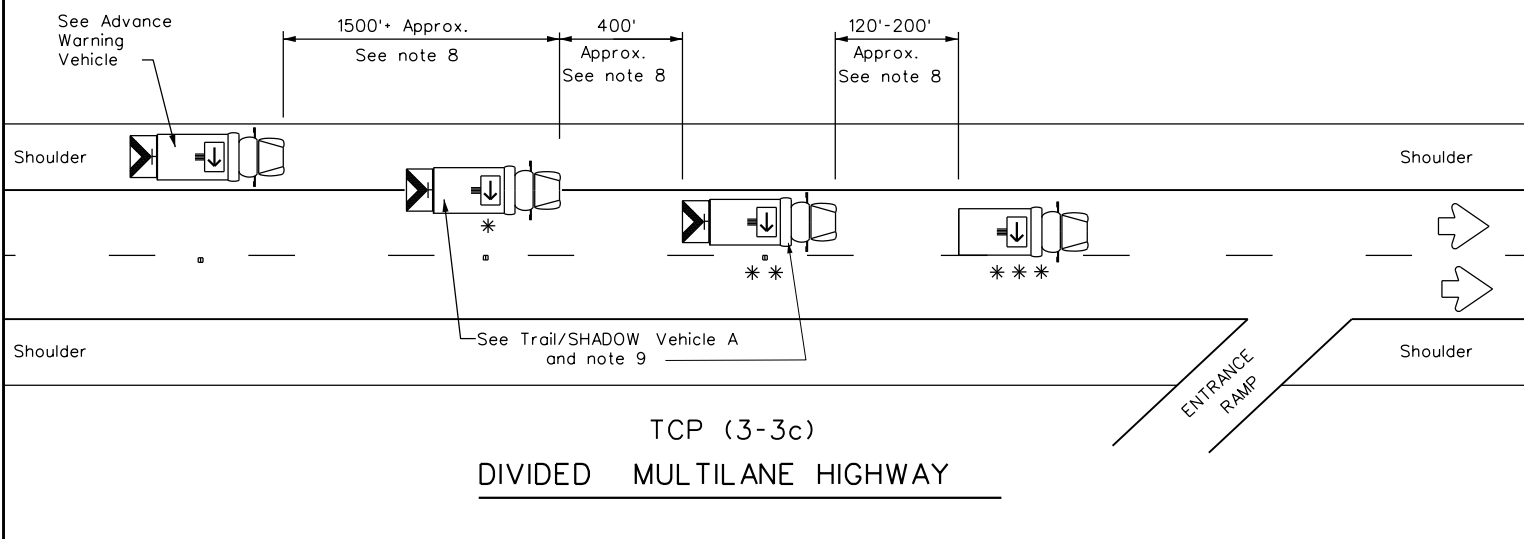 See Advance
Warning
Vehicle
1500'+ Approx.
See note 8
400'
Approx.
See note 8
120'-200'
Approx.
See note 8
Shoulder
Shoulder
*
* *
* * *
See Trail/SHADOW Vehicle A
and note 9
Shoulder
Shoulder
ENTRANCE
RAMP
TCP (3-3c)
DIVIDED MULTILANE HIGHWAY